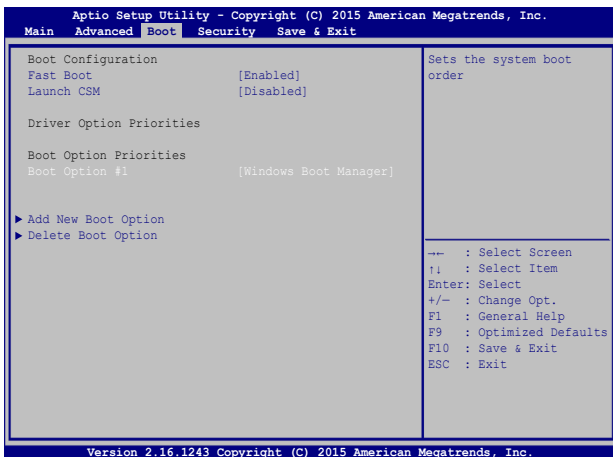 Aptio Setup Utility - Copyright (C) 2015 American Megatrends, Inc.
Main Advanced Boot Security Save & Exit
Boot Configuration
Fast Boot [Enabled]
Launch CSM [Disabled]
Driver Option Priorities
Boot Option Priorities
Boot Option #1 [Windows Boot Manager]
▶ Add New Boot Option
▶ Delete Boot Option
Sets the system boot
order
→← : Select Screen
↑↓ : Select Item
Enter: Select
+/— : Change Opt.
F1 : General Help
F9 : Optimized Defaults
F10 : Save & Exit
ESC : Exit
Version 2.16.1243 Copyright (C) 2015 American Megatrends, Inc.